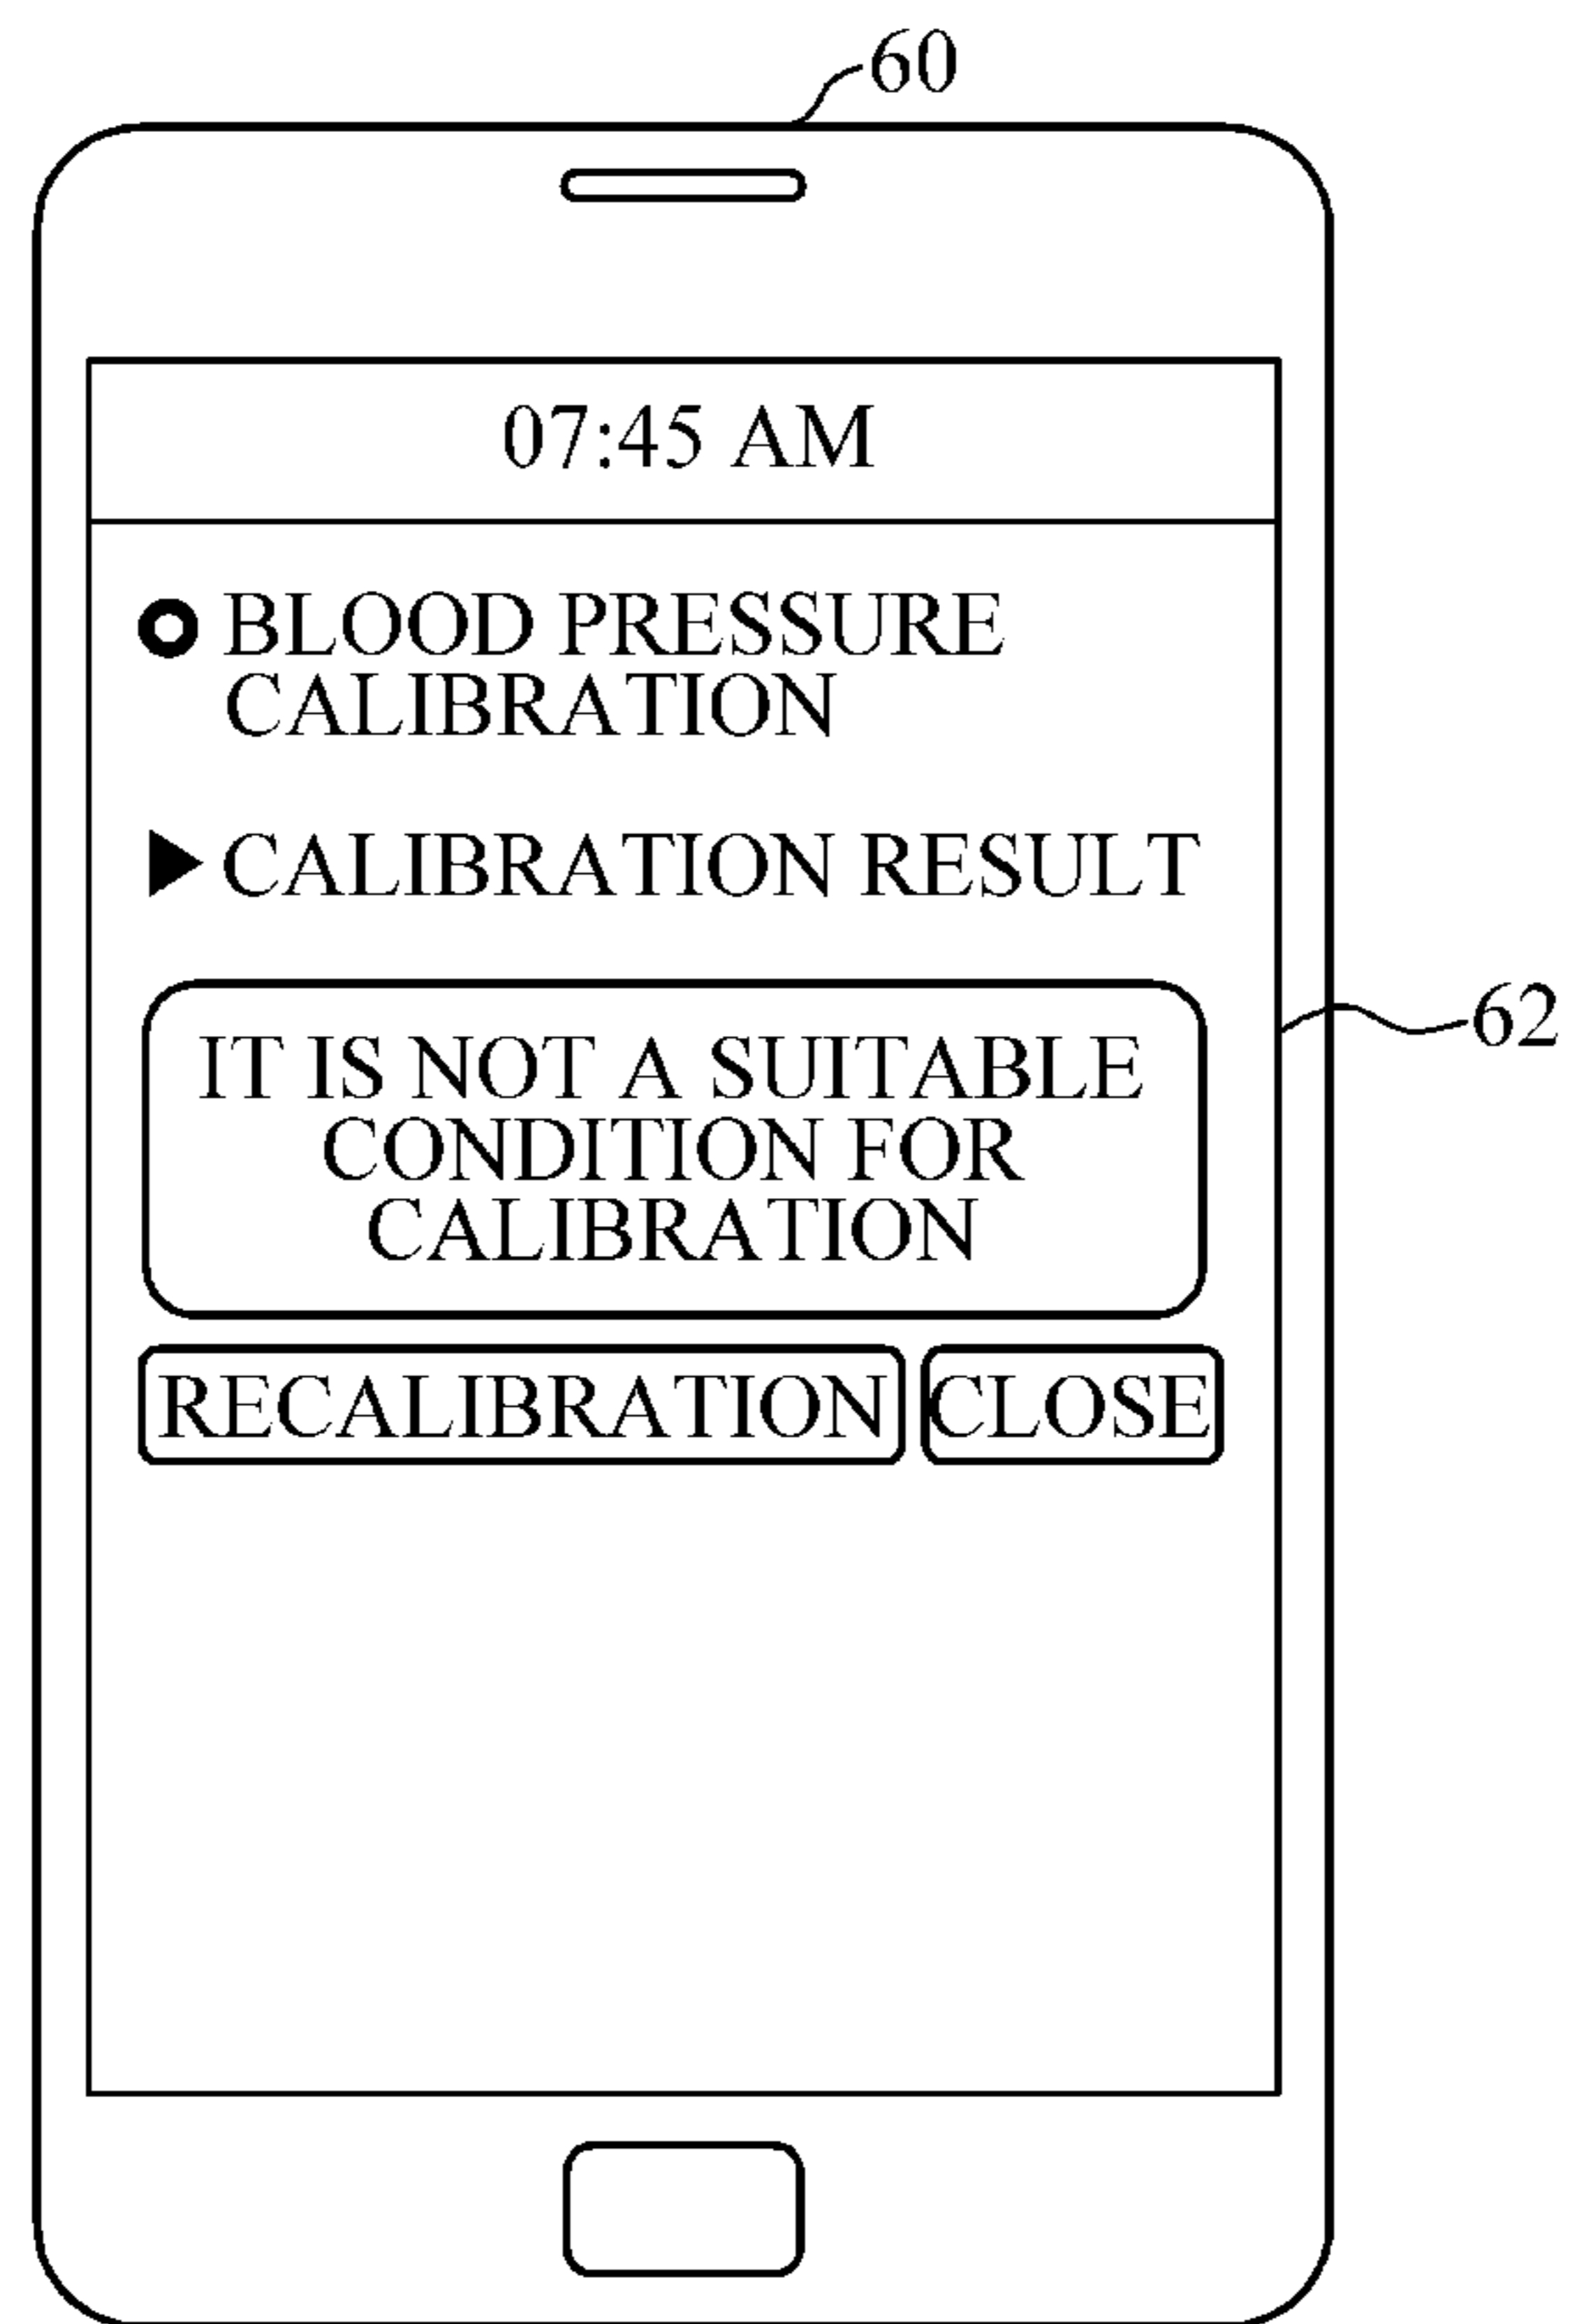 60
07:45 AM
BLOOD PRESSURE
CALIBRATION
CALIBRATION RESULT
IT IS NOT A SUITABLE
CONDITION FOR
CALIBRATION
62
RECALIBRATION CLOSE